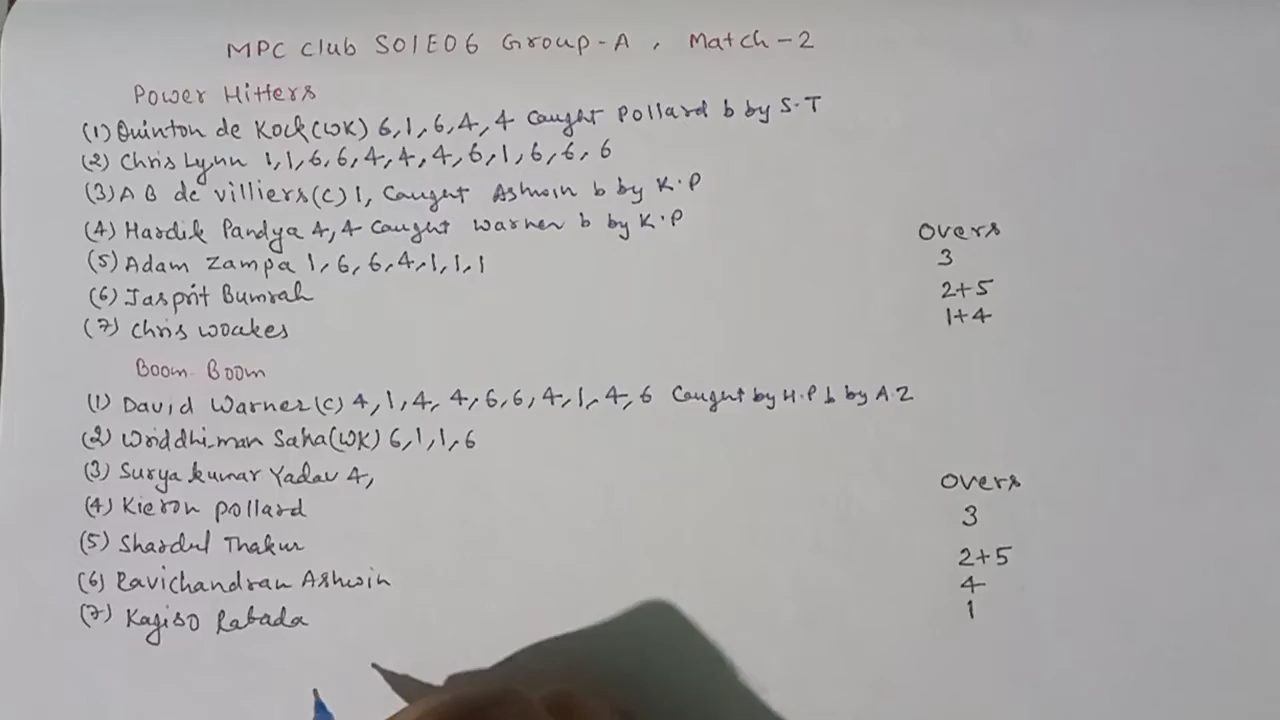 MPC Club S01E06 Group-A, Match-2
Power Hitters
(1) Quinton de Kock(WK) 6,1,6,4,4 Caught Pollard b by S.T
(2) Chris Lynn 1,1,6,6,4,4,4,6,1,6,6,6
(3) A B de villiers(C) 1, Caught Ashwin b by K.P
(4) Hardik Pandya 4,4 Caught Warner b by K.P
Overs
(5) Adam Zampa 1,6,6,4,1,1,1 3
(6) Jasprit Bumrah 2+5
(7) Chris Woakes 1+4
Boom Boom
(1) David Warner(C) 4,1,4,4,6,6,4,1,4,6 Caught by H.P b by A.Z
(2) Wriddhiman Saha(WK) 6,1,1,6
(3) Surya kumar Yadav 4, Overs
(4) Kieron Pollard 3
(5) Shardul Thakur 2+5
(6) Ravichandran Ashwin 4
(7) Kagiso Rabada 1